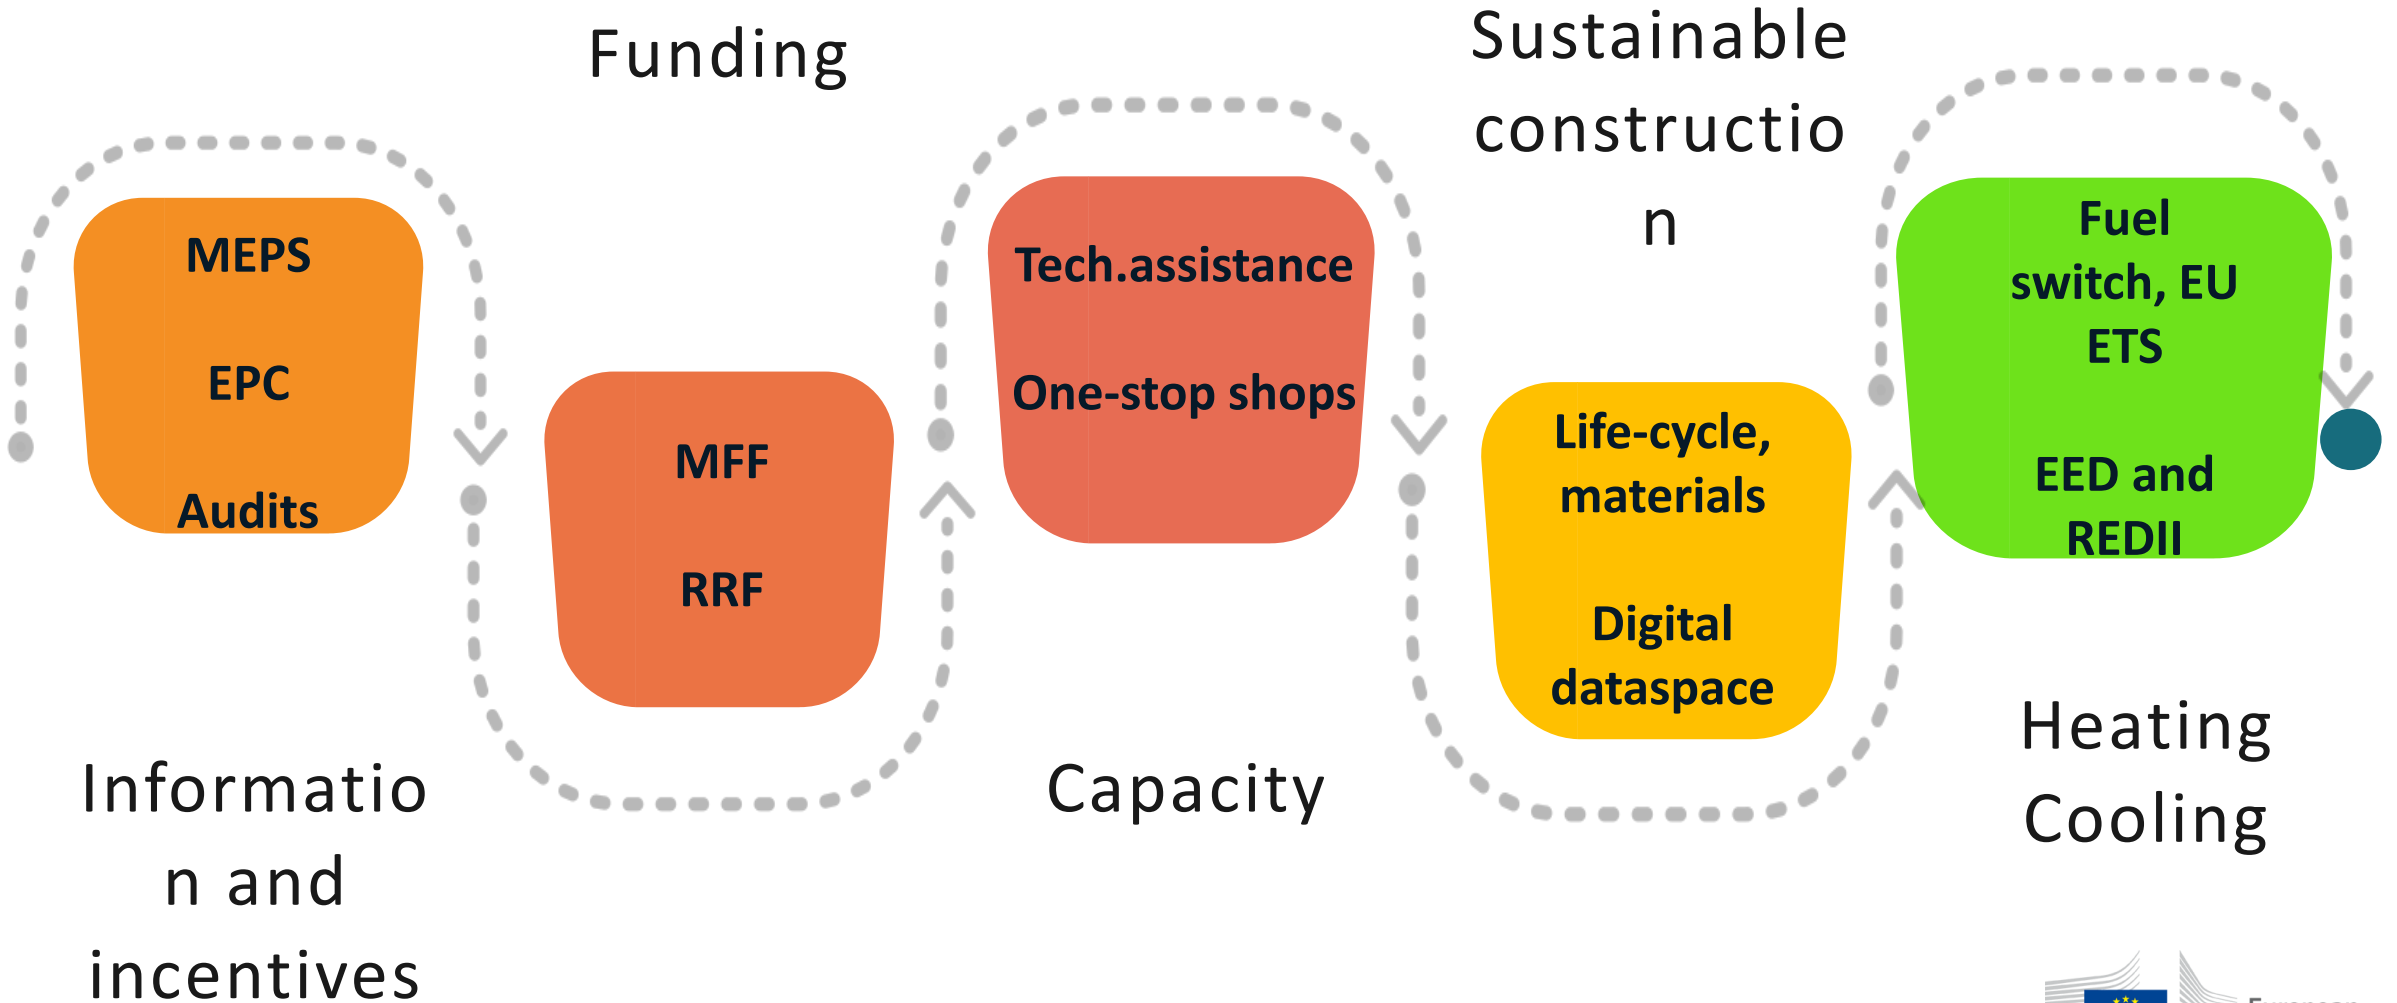 Funding
Sustainable
constructio
n
MEPS
EPC
Audits
MFF
RRF
Tech.assistance
One-stop shops
Life-cycle,
materials
Digital
dataspace
Fuel
switch, EU
ETS
EED and
REDII
Informatio
n and
incentives
Capacity
Heating
Cooling